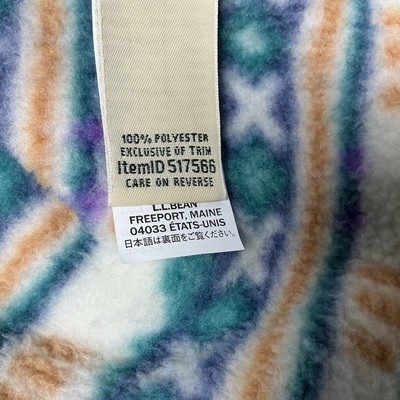 100% POLYESTER
EXCLUSIVE OF TRIM
ItemID 517566
CARE ON REVERSE
L.L.BEAN
FREEPORT, MAINE
04033 ÉTATS-UNIS
日本語は裏面をご覧ください。